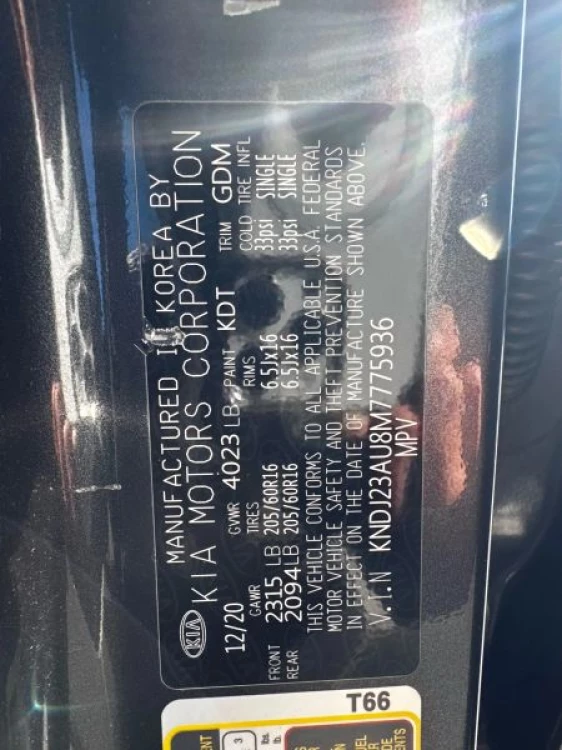 KIA MANUFACTURED IN KOREA BY
KIA MOTORS CORPORATION
12/20 GVWR 4023 LB PAINT KDT TRIM GDM
GAWR TIRES RIMS COLD TIRE INFL
FRONT 2315 LB 205/60R16 6.5Jx16 33psi SINGLE
REAR 2094LB 205/60R16 6.5Jx16 33psi SINGLE
THIS VEHICLE CONFORMS TO ALL APPLICABLE U.S.A. FEDERAL
MOTOR VEHICLE SAFETY AND THEFT PREVENTION STANDARDS
IN EFFECT ON THE DATE OF MANUFACTURE SHOWN ABOVE.
V.I.N KNDJ23AU8M7775936
MPV
T66